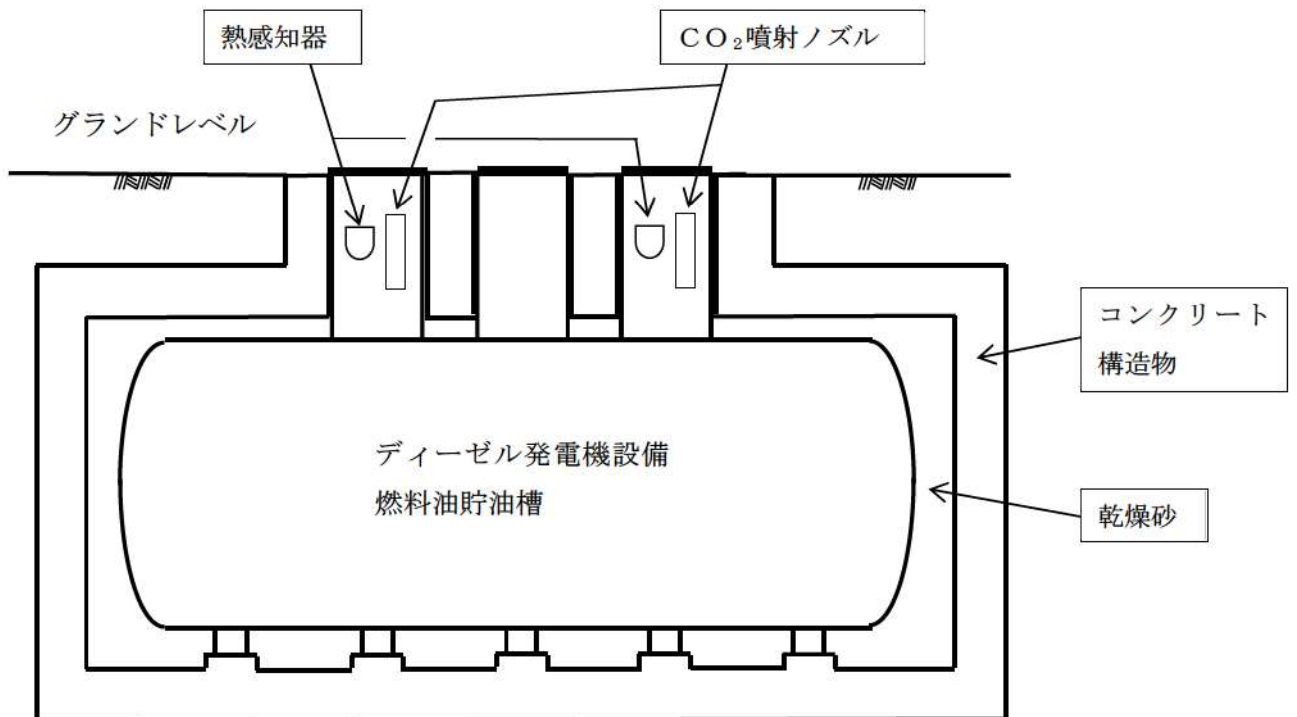 熱感知器
CO₂噴射ノズル
グランドレベル
コンクリート
構造物
ディーゼル発電機設備
燃料油貯油槽
乾燥砂